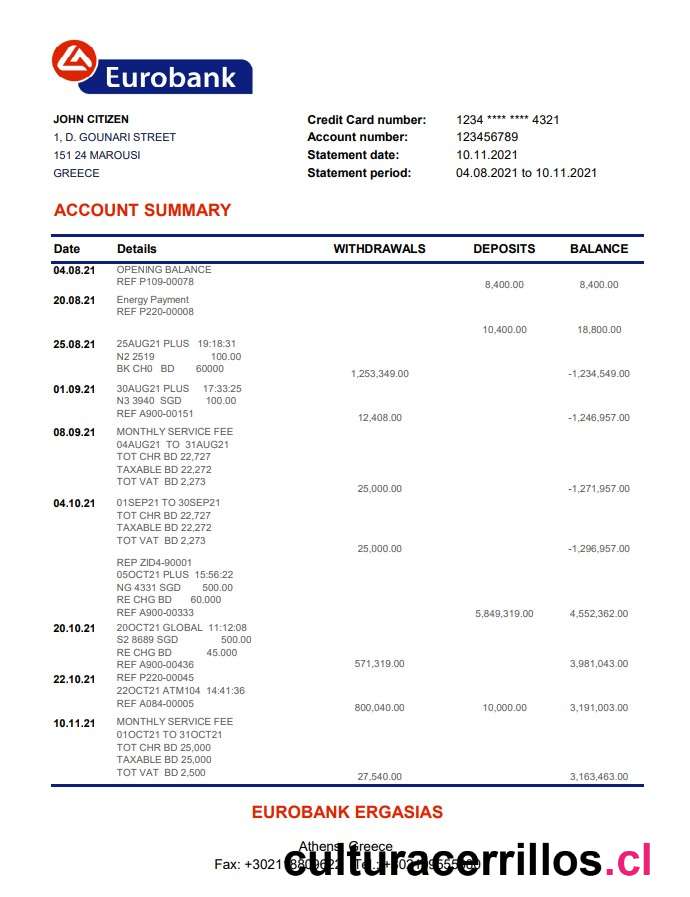 Eurobank
JOHN CITIZEN
1, D. GOUNARI STREET
151 24 MAROUSI
GREECE
Credit Card number: 1234 **** **** 4321
Account number: 123456789
Statement date: 10.11.2021
Statement period: 04.08.2021 to 10.11.2021
ACCOUNT SUMMARY
Date Details WITHDRAWALS DEPOSITS BALANCE
04.08.21 OPENING BALANCE
REF P109-00078
8,400.00 8,400.00
20.08.21 Energy Payment
REF P220-00008
10,400.00 18,800.00
25.08.21 25AUG21 PLUS 19:18:31
N2 2519 100.00
BK CH0 BD 60000
1,253,349.00 -1,234,549.00
01.09.21 30AUG21 PLUS 17:33:25
N3 3940 SGD 100.00
REF A900-00151
12,408.00 -1,246,957.00
08.09.21 MONTHLY SERVICE FEE
04AUG21 TO 31AUG21
TOT CHR BD 22,727
TAXABLE BD 22,272
TOT VAT BD 2,273
25,000.00 -1,271,957.00
04.10.21 01SEP21 TO 30SEP21
TOT CHR BD 22,727
TAXABLE BD 22,272
TOT VAT BD 2,273
25,000.00 -1,296,957.00
REP ZID4-90001
05OCT21 PLUS 15:56:22
NG 4331 SGD 500.00
RE CHG BD 60.000
REF A900-00333 5,849,319.00 4,552,362.00
20.10.21 20OCT21 GLOBAL 11:12:08
S2 8689 SGD 500.00
RE CHG BD 45.000
REF A900-00436 571,319.00 3,981,043.00
22.10.21 REF P220-00045
22OCT21 ATM104 14:41:36
REF A084-00005
800,040.00 10,000.00 3,191,003.00
10.11.21 MONTHLY SERVICE FEE
01OCT21 TO 31OCT21
TOT CHR BD 25,000
TAXABLE BD 25,000
TOT VAT BD 2,500
27,540.00 3,163,463.00
EUROBANK ERGASIAS
Athens, Greece
Fax:
culturacerrillos.cl